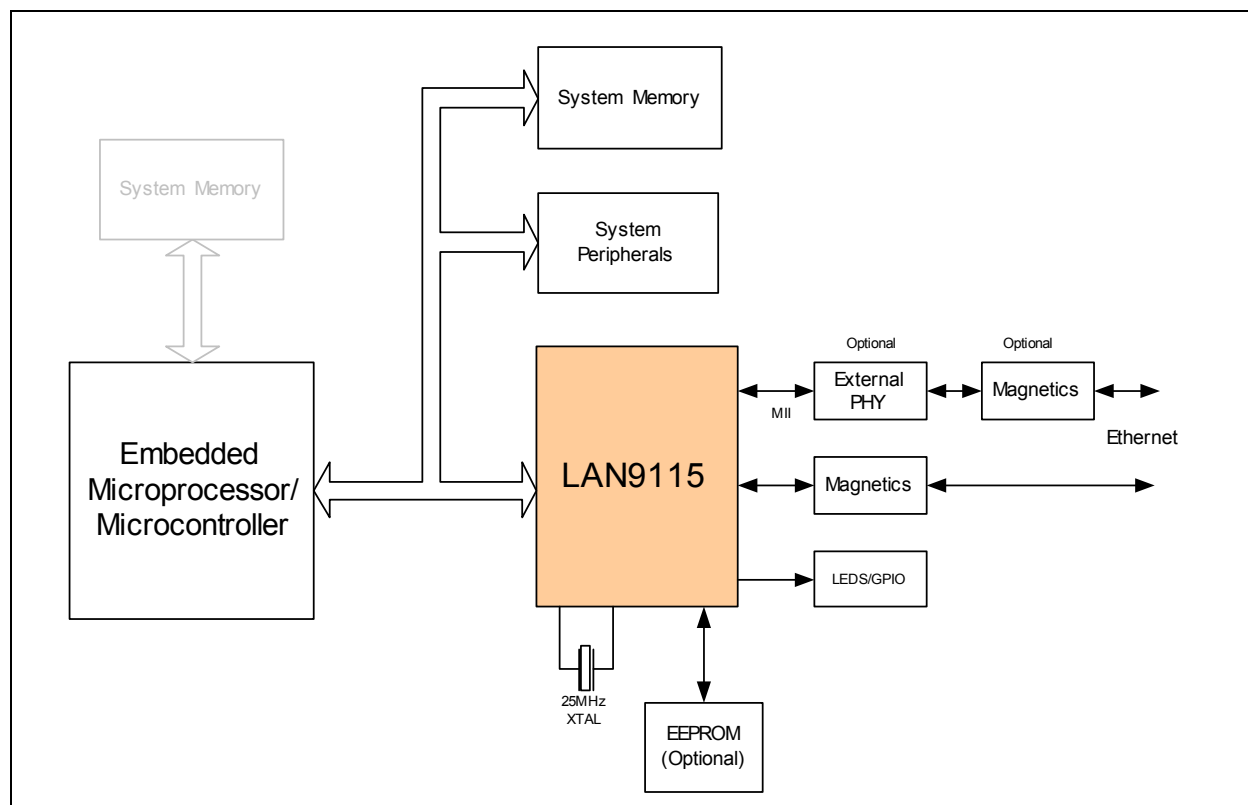 System Memory
System Memory
System
Peripherals
Embedded
Microprocessor/
Microcontroller
LAN9115
MII
Optional
External
PHY
Optional
Magnetics
Ethernet
Magnetics
LEDS/GPIO
25MHz
XTAL
EEPROM
(Optional)